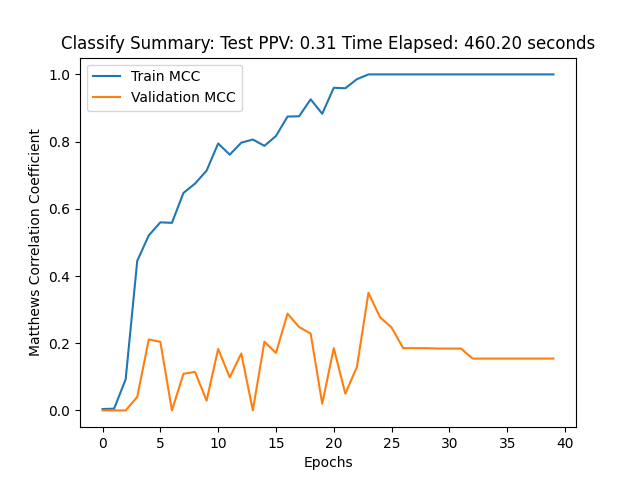 Classify Summary: Test PPV: 0.31 Time Elapsed: 460.20 seconds
Train MCC
Validation MCC
Matthews Correlation Coefficient
1.0
0.8
0.6
0.4
0.2
0.0
0 5 10 15 20 25 30 35 40
Epochs